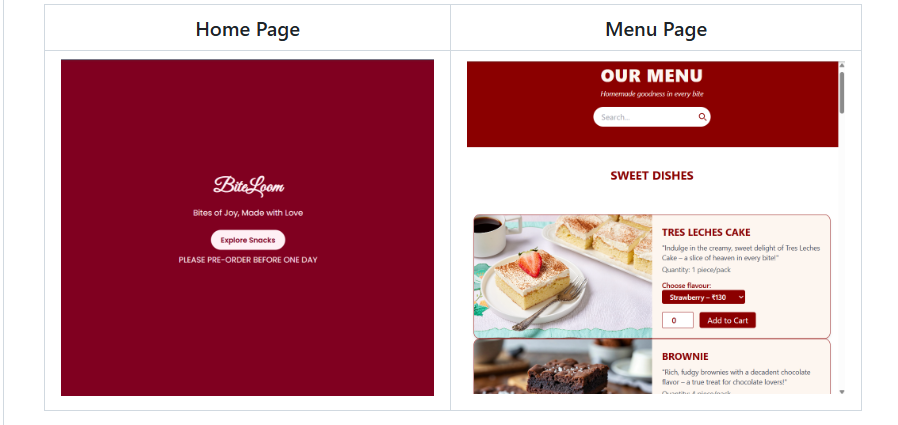 Home Page
Menu Page
BiteLoom
Bites of Joy, Made with Love
Explore Snacks
PLEASE PRE-ORDER BEFORE ONE DAY
OUR MENU
Homemade goodness in every bite
Search...
SWEET DISHES
TRES LECHES CAKE
"Indulge in the creamy, sweet delight of Tres Leches
Cake – a slice of heaven in every bite!"
Quantity: 1 piece/pack
Choose flavour:
Strawberry – ₹130
0
Add to Cart
BROWNIE
"Rich, fudgy brownies with a decadent chocolate
flavor – a true treat for chocolate lovers!"